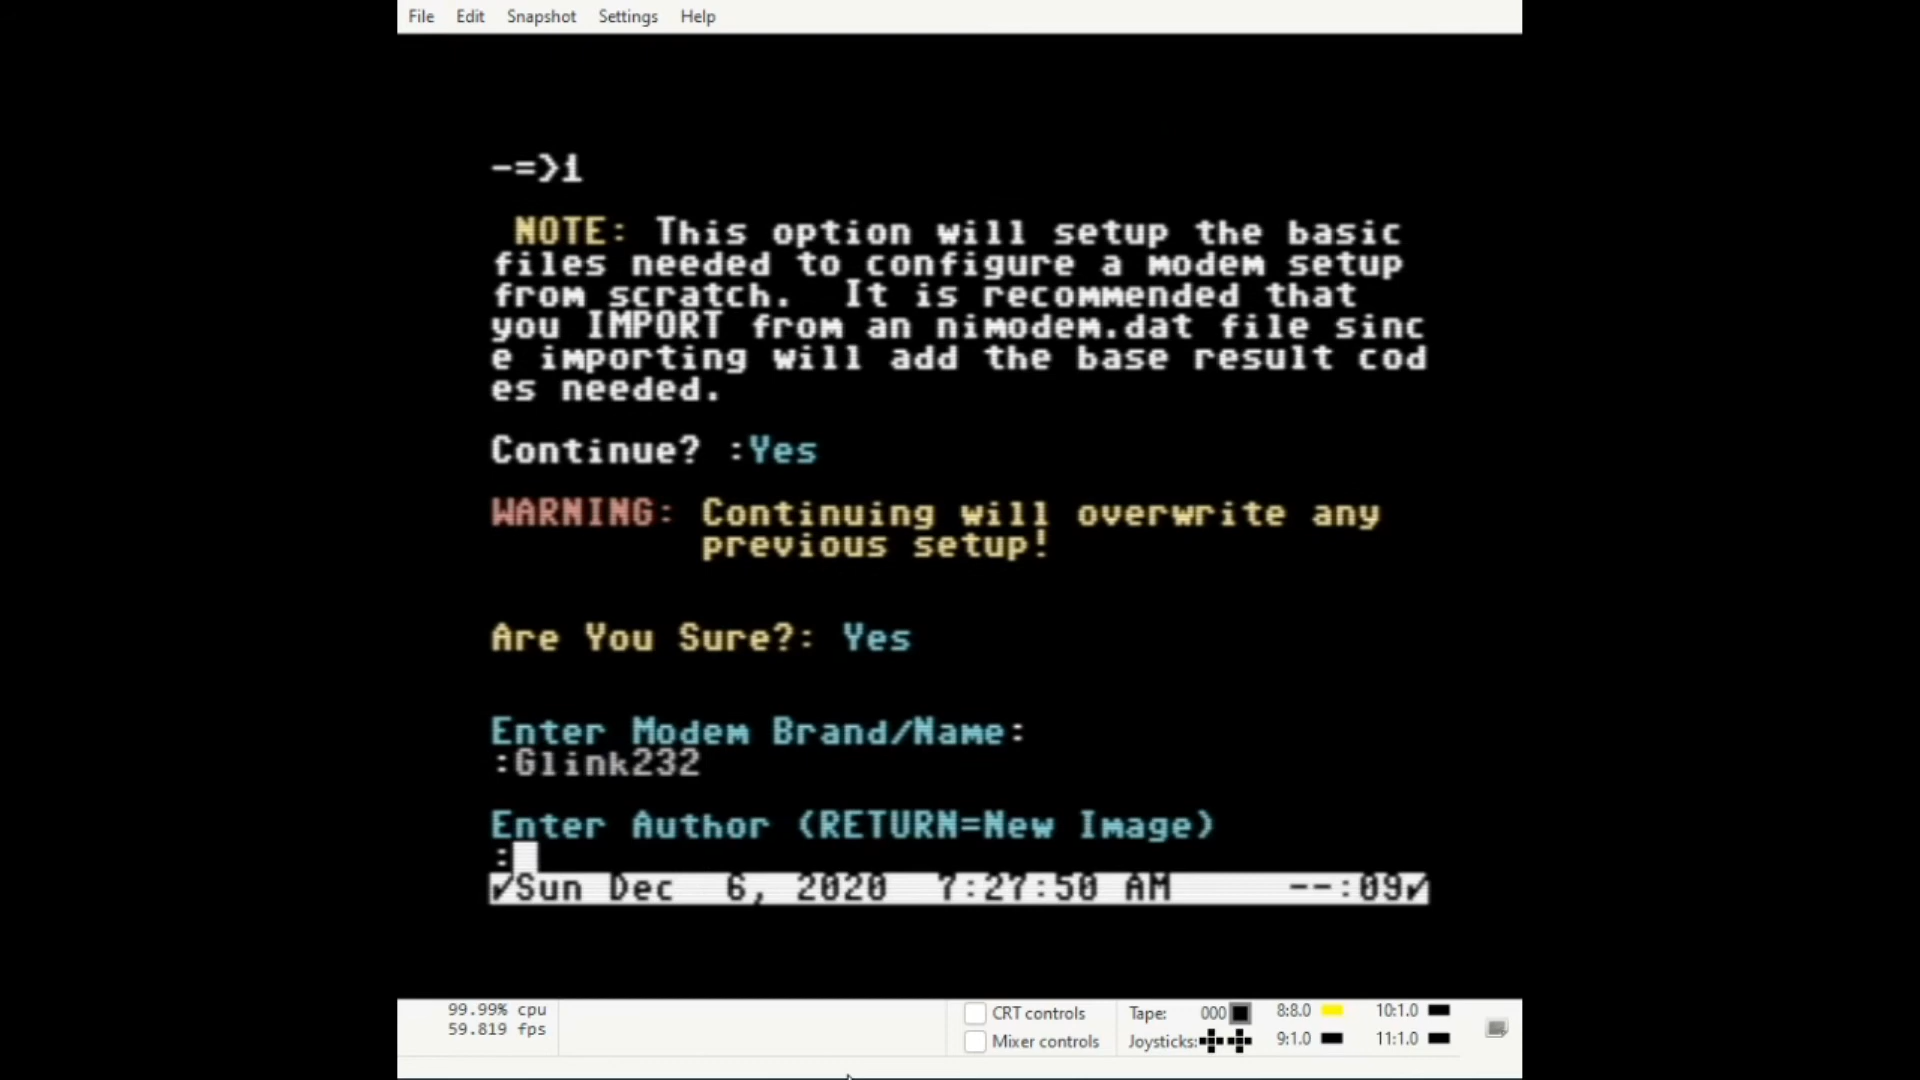 File Edit Snapshot Settings Help
-=>i
NOTE: This option will setup the basic
files needed to configure a modem setup
from scratch.  It is recommended that
you IMPORT from an nimodem.dat file sinc
e importing will add the base result cod
es needed.
Continue? :Yes
WARNING: Continuing will overwrite any
previous setup!
Are You Sure?: Yes
Enter Modem Brand/Name:
:Glink232
Enter Author (RETURN=New Image)
:
✓Sun Dec  6, 2020  7:27:50 AM     --:09✓
99.99% cpu
59.819 fps
CRT controls
Mixer controls
Tape: 000
Joysticks:
8:8.0
10:1.0
9:1.0
11:1.0